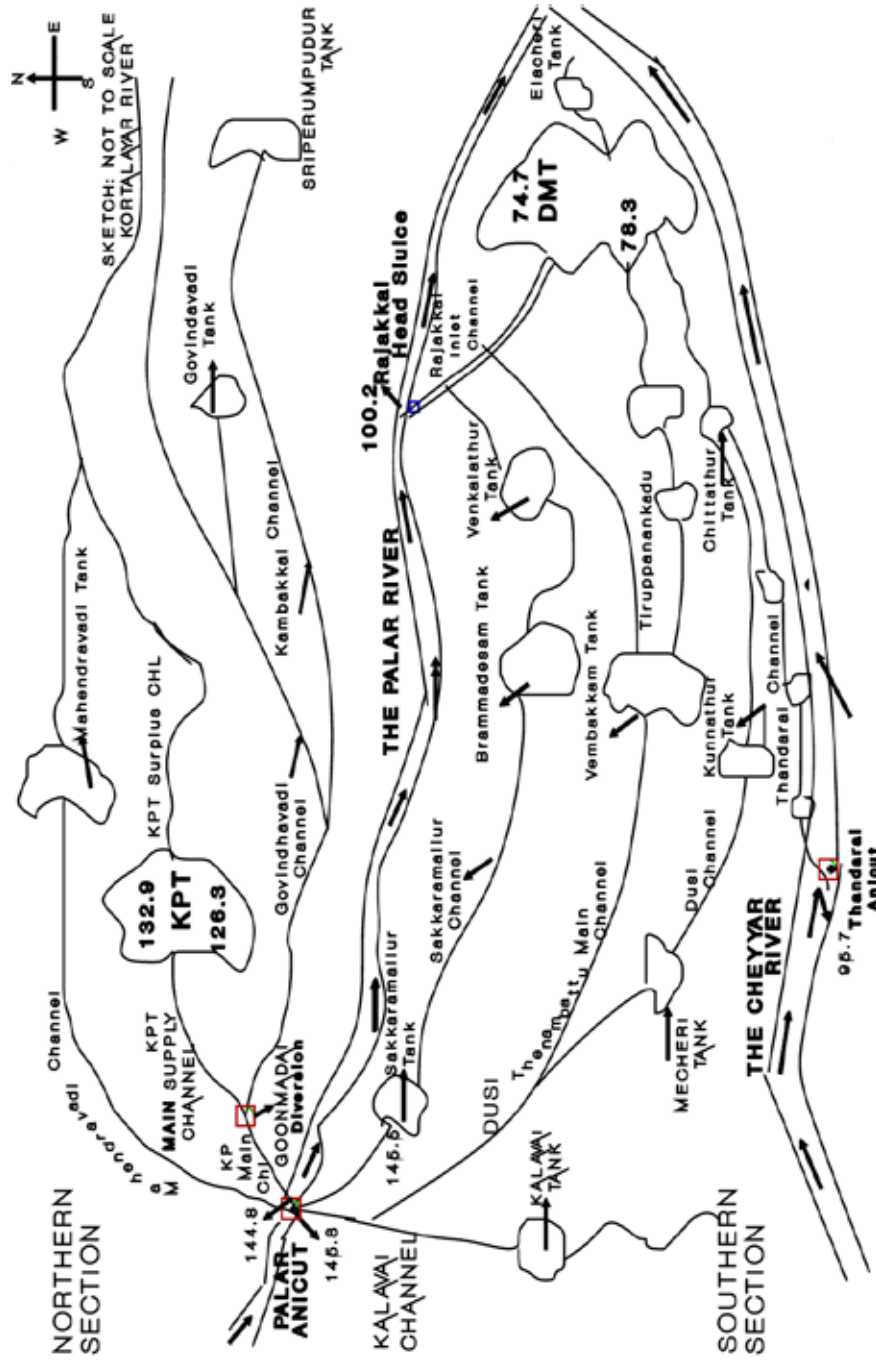 NORTHERN
SECTION
Mahendravadi
Channel
Mahendravadi Tank
SKETCH: NOT TO SCALE
KORTALAYAR RIVER
N
E
S
W
KPT
MAIN SUPPLY
CHANNEL
132.9
KPT
126.3
KPT Surplus CHL
Govindavadi
Tank
SRIPERUMPUDUR
TANK
KP
Main
Chl
GOONMADAI
Diversion
Govindhavadi
Channel
Kambakkal
Channel
144.8
PALAR
ANICUT
145.8
THE PALAR RIVER
100.2
Rajakkal
Head Sluice
Rajakkal
Inlet
Channel
KALAVAI
CHANNEL
145.5
Sakkaramallur
Tank
Sakkaramallur
Channel
Brammadesam Tank
Venkalathur
Tank
74.7
DMT
78.3
Elacheri
Tank
DUSI
Thenampattu Main
Channel
Vembakkam Tank
Tiruppanankadu
KALAVAI
TANK
MECHERI
TANK
Dusi
Channel
Kunnathur
Tank
Chittathur
Tank
Thandarai
Channel
SOUTHERN
SECTION
THE CHEYYAR
RIVER
95.7
Thandarai
Anicut